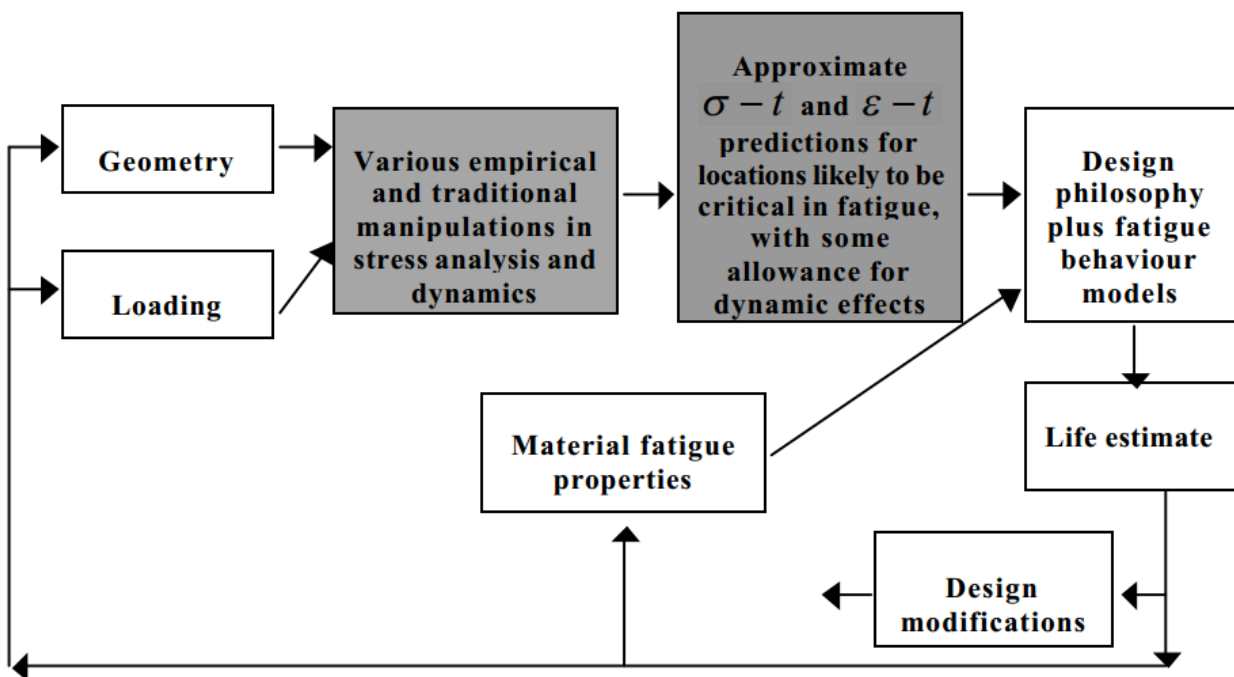 Geometry
Loading
Various empirical
and traditional
manipulations in
stress analysis and
dynamics
Approximate
σ − t and ε − t
predictions for
locations likely to be
critical in fatigue,
with some
allowance for
dynamic effects
Design
philosophy
plus fatigue
behaviour
models
Material fatigue
properties
Life estimate
Design
modifications